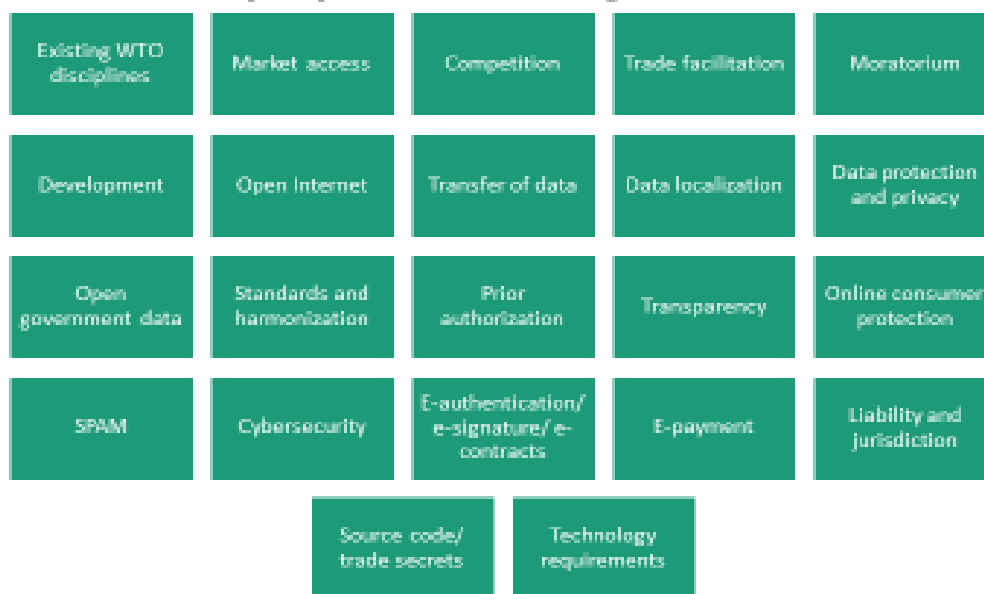 Existing WTO
disciplines
Market access
Competition
Trade facilitation
Moratorium
Development
Open Internet
Transfer of data
Data localization
Data protection
and privacy
Open
government data
Standards and
harmonization
Prior
authorization
Transparency
Online consumer
protection
SPAM
Cybersecurity
E-authentication/
e-signature/ e-
contracts
E-payment
Liability and
jurisdiction
Source code/
trade secrets
Technology
requirements